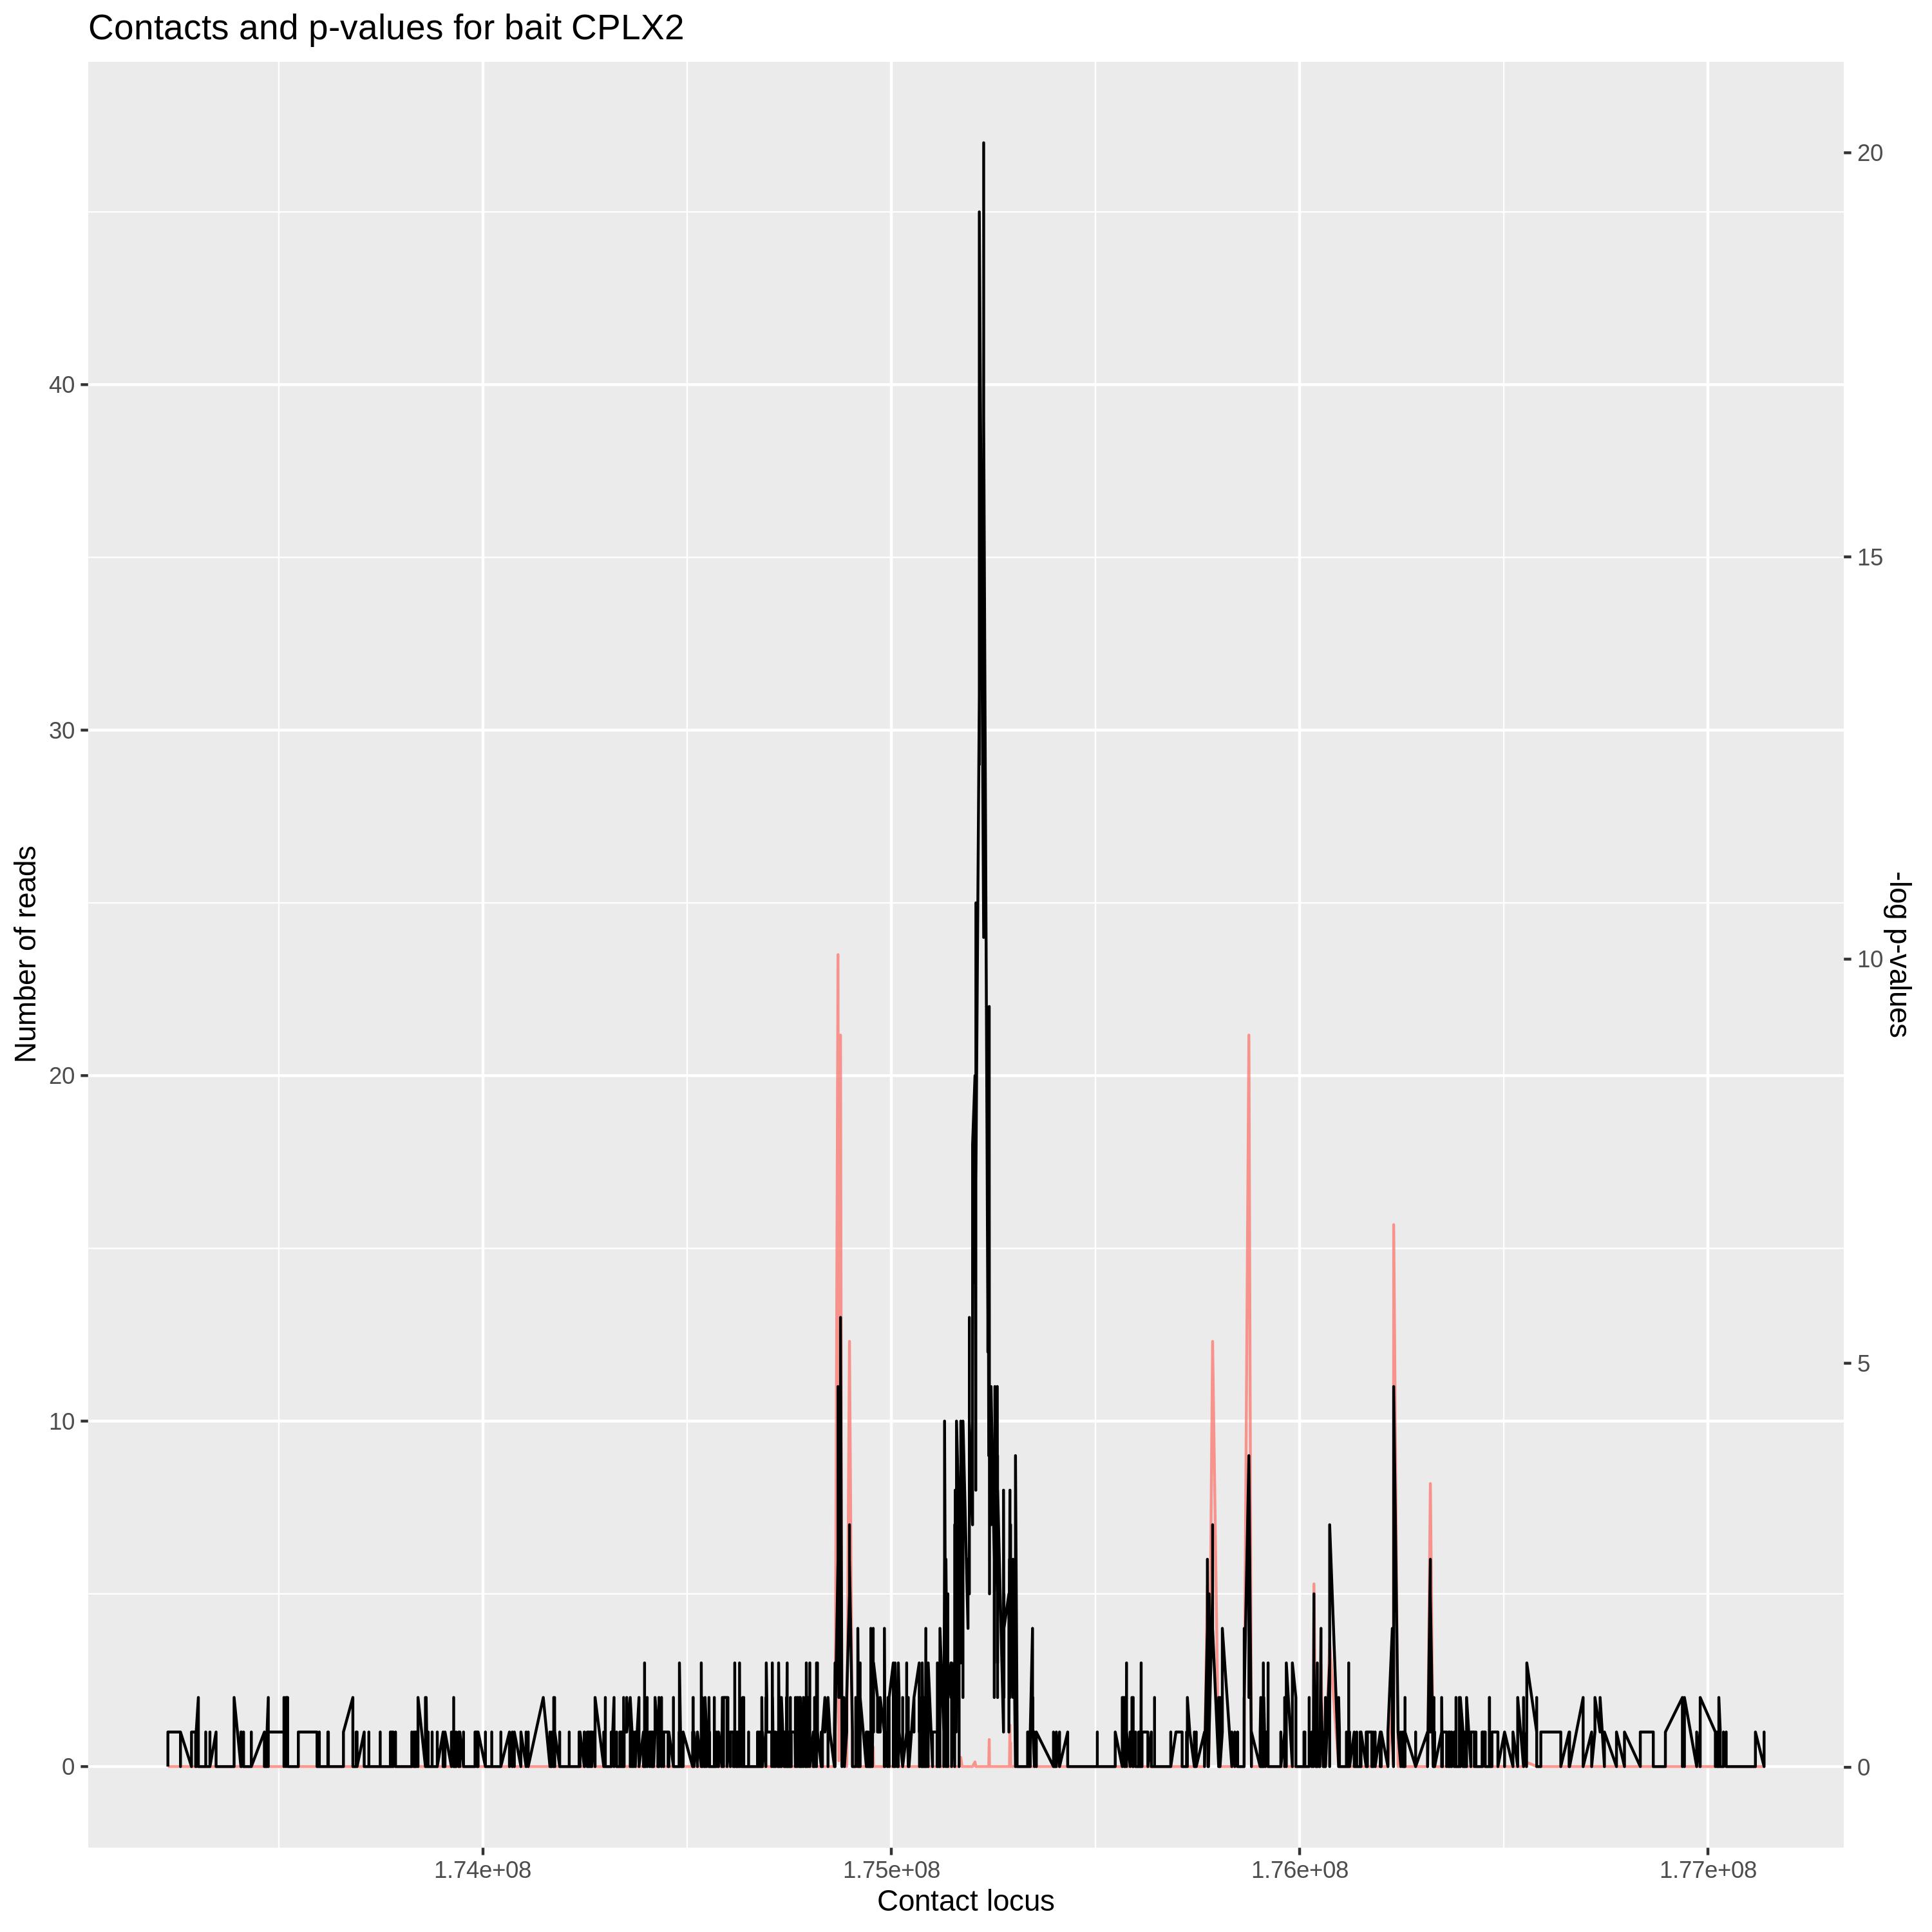 Contacts and p-values for bait CPLX2
40
30
20
10
0
Number of reads
20
15
10
5
0
-log p-values
1.74e+08
1.75e+08
1.76e+08
1.77e+08
Contact locus